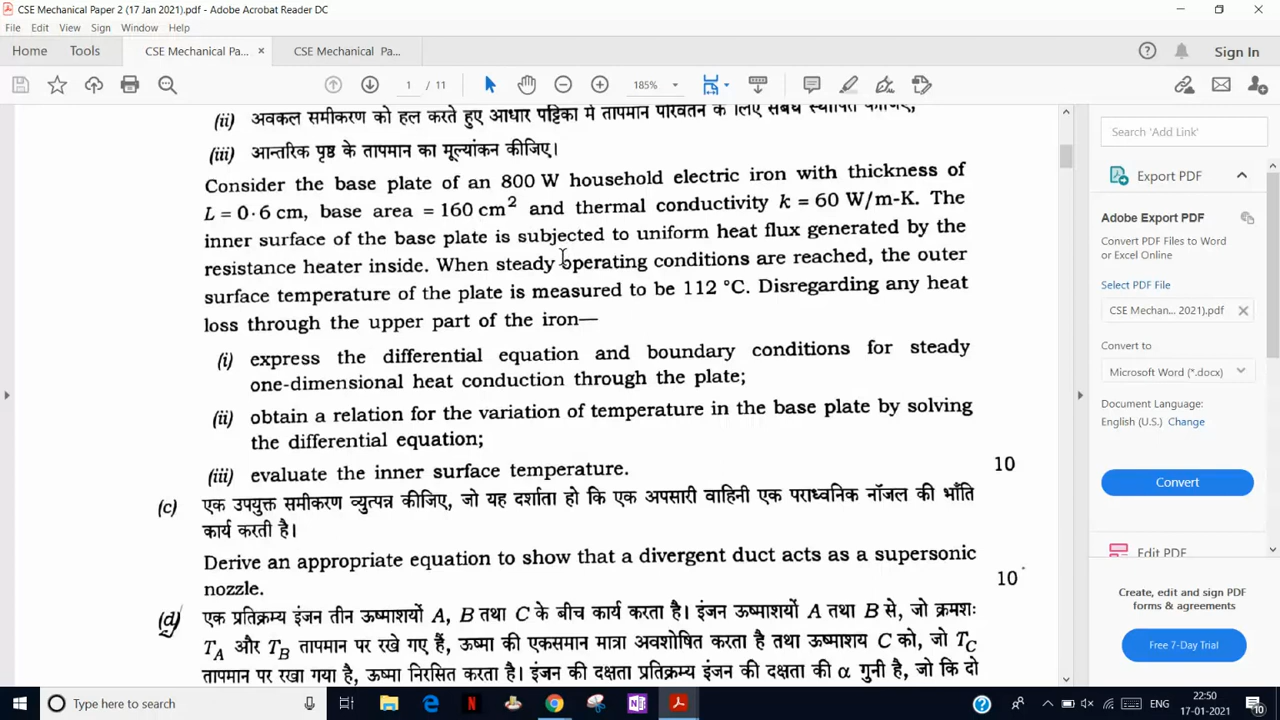 CSE Mechanical Paper 2 (17 Jan 2021).pdf - Adobe Acrobat Reader DC
File Edit View Sign Window Help
Home Tools CSE Mechanical Pa... × CSE Mechanical Pa... Sign In
1 / 11 185%
(ii) अवकल समीकरण को हल करते हुए आधार पट्टिका में तापमान परिवर्तन के लिए संबंध स्थापित कीजिए;
(iii) आन्तरिक पृष्ठ के तापमान का मूल्यांकन कीजिए।
Consider the base plate of an 800 W household electric iron with thickness of
L = 0·6 cm, base area = 160 cm² and thermal conductivity k = 60 W/m-K. The
inner surface of the base plate is subjected to uniform heat flux generated by the
resistance heater inside. When steady operating conditions are reached, the outer
surface temperature of the plate is measured to be 112 °C. Disregarding any heat
loss through the upper part of the iron—
(i) express the differential equation and boundary conditions for steady
one-dimensional heat conduction through the plate;
(ii) obtain a relation for the variation of temperature in the base plate by solving
the differential equation;
(iii) evaluate the inner surface temperature. 10
(c) एक उपयुक्त समीकरण व्युत्पन्न कीजिए, जो यह दर्शाता हो कि एक अपसारी वाहिनी एक पराध्वनिक नॉजल की भाँति
कार्य करती है।
Derive an appropriate equation to show that a divergent duct acts as a supersonic
nozzle. 10
(d) एक प्रतिक्रम्य इंजन तीन ऊष्माशयों A, B तथा C के बीच कार्य करता है। इंजन ऊष्माशयों A तथा B से, जो क्रमशः
T_A और T_B तापमान पर रखे गए हैं, ऊष्मा की एकसमान मात्रा अवशोषित करता है तथा ऊष्माशय C को, जो T_C
तापमान पर रखा गया है, ऊष्मा निरसित करता है। इंजन की दक्षता प्रतिक्रम्य इंजन की दक्षता की α गुनी है, जो कि दो
Search 'Add Link'
Export PDF
Adobe Export PDF
Convert PDF Files to Word
or Excel Online
Select PDF File
CSE Mechan... 2021).pdf
Convert to
Microsoft Word (*.docx)
Document Language:
English (U.S.) Change
Convert
Edit PDF
Create, edit and sign PDF
forms & agreements
Free 7-Day Trial
Type here to search
ENG
22:50
17-01-2021
10